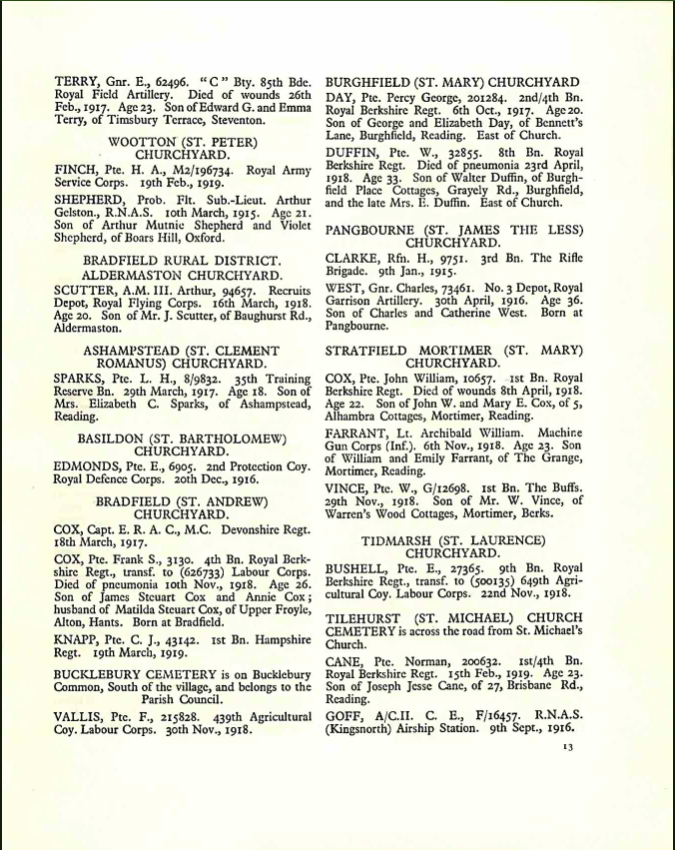 TERRY, Gnr. E., 62496. "C" Bty. 85th Bde.
Royal Field Artillery. Died of wounds 26th
Feb., 1917. Age 23. Son of Edward G. and Emma
Terry, of Timsbury Terrace, Steventon.
WOOTTON (ST. PETER)
CHURCHYARD.
FINCH, Pte. H. A., M2/196734. Royal Army
Service Corps. 19th Feb., 1919.
SHEPHERD, Prob. Flt. Sub.-Lieut. Arthur
Gelston., R.N.A.S. 10th March, 1915. Age 21.
Son of Arthur Mutnie Shepherd and Violet
Shepherd, of Boars Hill, Oxford.
BRADFIELD RURAL DISTRICT.
ALDERMASTON CHURCHYARD.
SCUTTER, A.M. III. Arthur, 94657. Recruits
Depot, Royal Flying Corps. 16th March, 1918.
Age 20. Son of Mr. J. Scutter, of Baughurst Rd.,
Aldermaston.
ASHAMPSTEAD (ST. CLEMENT
ROMANUS) CHURCHYARD.
SPARKS, Pte. L. H., 8/9832. 35th Training
Reserve Bn. 29th March, 1917. Age 18. Son of
Mrs. Elizabeth C. Sparks, of Ashampstead,
Reading.
BASILDON (ST. BARTHOLOMEW)
CHURCHYARD.
EDMONDS, Pte. E., 6905. 2nd Protection Coy.
Royal Defence Corps. 20th Dec., 1916.
BRADFIELD (ST. ANDREW)
CHURCHYARD.
COX, Capt. E. R. A. C., M.C. Devonshire Regt.
18th March, 1917.
COX, Pte. Frank S., 3130. 4th Bn. Royal Berk-
shire Regt., transf. to (626733) Labour Corps.
Died of pneumonia 10th Nov., 1918. Age 26.
Son of James Steuart Cox and Annie Cox;
husband of Matilda Steuart Cox, of Upper Froyle,
Alton, Hants. Born at Bradfield.
KNAPP, Pte. C. J., 43142. 1st Bn. Hampshire
Regt. 19th March, 1919.
BUCKLEBURY CEMETERY is on Bucklebury
Common, South of the village, and belongs to the
Parish Council.
VALLIS, Pte. F., 215828. 439th Agricultural
Coy. Labour Corps. 30th Nov., 1918.
BURGHFIELD (ST. MARY) CHURCHYARD
DAY, Pte. Percy George, 201284. 2nd/4th Bn.
Royal Berkshire Regt. 6th Oct., 1917. Age 20.
Son of George and Elizabeth Day, of Bennett's
Lane, Burghfield, Reading. East of Church.
DUFFIN, Pte. W., 32855. 8th Bn. Royal
Berkshire Regt. Died of pneumonia 23rd April,
1918. Age 33. Son of Walter Duffin, of Burgh-
field Place Cottages, Grayely Rd., Burghfield,
and the late Mrs. E. Duffin. East of Church.
PANGBOURNE (ST. JAMES THE LESS)
CHURCHYARD.
CLARKE, Rfn. H., 9751. 3rd Bn. The Rifle
Brigade. 9th Jan., 1915.
WEST, Gnr. Charles, 73461. No. 3 Depot, Royal
Garrison Artillery. 30th April, 1916. Age 36.
Son of Charles and Catherine West. Born at
Pangbourne.
STRATFIELD MORTIMER (ST. MARY)
CHURCHYARD.
COX, Pte. John William, 10657. 1st Bn. Royal
Berkshire Regt. Died of wounds 8th April, 1918.
Age 22. Son of John W. and Mary E. Cox, of 5,
Alhambra Cottages, Mortimer, Reading.
FARRANT, Lt. Archibald William. Machine
Gun Corps (Inf.). 6th Nov., 1918. Age 23. Son
of William and Emily Farrant, of The Grange,
Mortimer, Reading.
VINCE, Pte. W., G/12698. 1st Bn. The Buffs.
29th Nov., 1918. Son of Mr. W. Vince, of
Warren's Wood Cottages, Mortimer, Berks.
TIDMARSH (ST. LAURENCE)
CHURCHYARD.
BUSHELL, Pte. E., 27365. 9th Bn. Royal
Berkshire Regt., transf. to (500135) 649th Agri-
cultural Coy. Labour Corps. 22nd Nov., 1918.
TILEHURST (ST. MICHAEL) CHURCH
CEMETERY is across the road from St. Michael's
Church.
CANE, Pte. Norman, 200632. 1st/4th Bn.
Royal Berkshire Regt. 15th Feb., 1919. Age 23.
Son of Joseph Jesse Cane, of 27, Brisbane Rd.,
Reading.
GOFF, A/C.II. C. E., F/16457. R.N.A.S.
(Kingsnorth) Airship Station. 9th Sept., 1916.
13